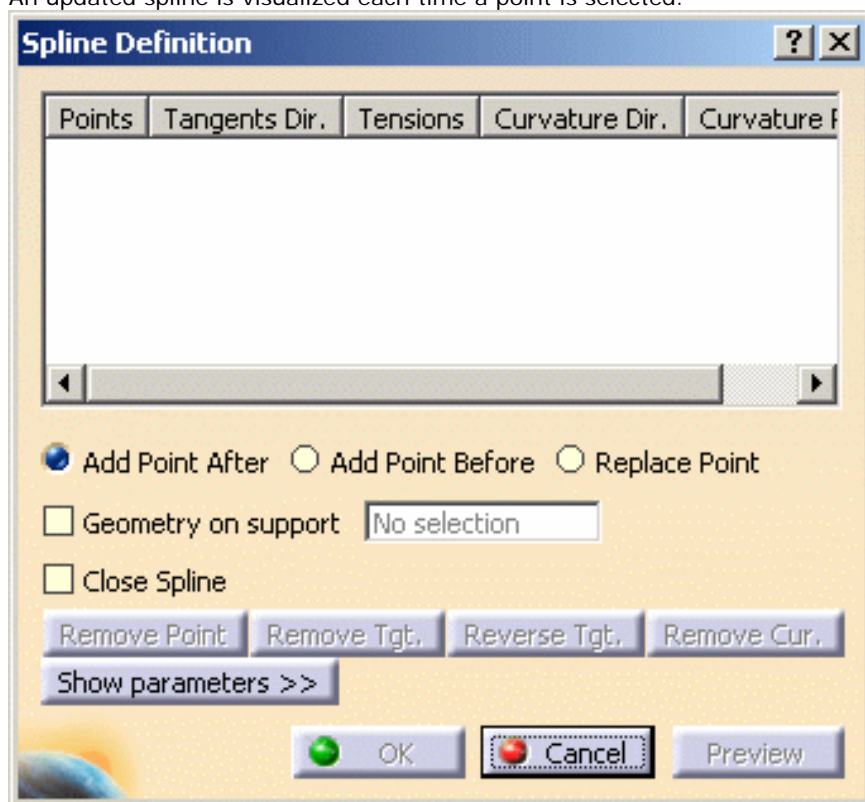 An updated spline is visualized each time a point is selected.
Spline Definition
Points Tangents Dir. Tensions Curvature Dir. Curvature
Add Point After Add Point Before Replace Point
Geometry on support No selection
Close Spline
Remove Point Remove Tgt. Reverse Tgt. Remove Cur.
Show parameters >>
OK Cancel Preview